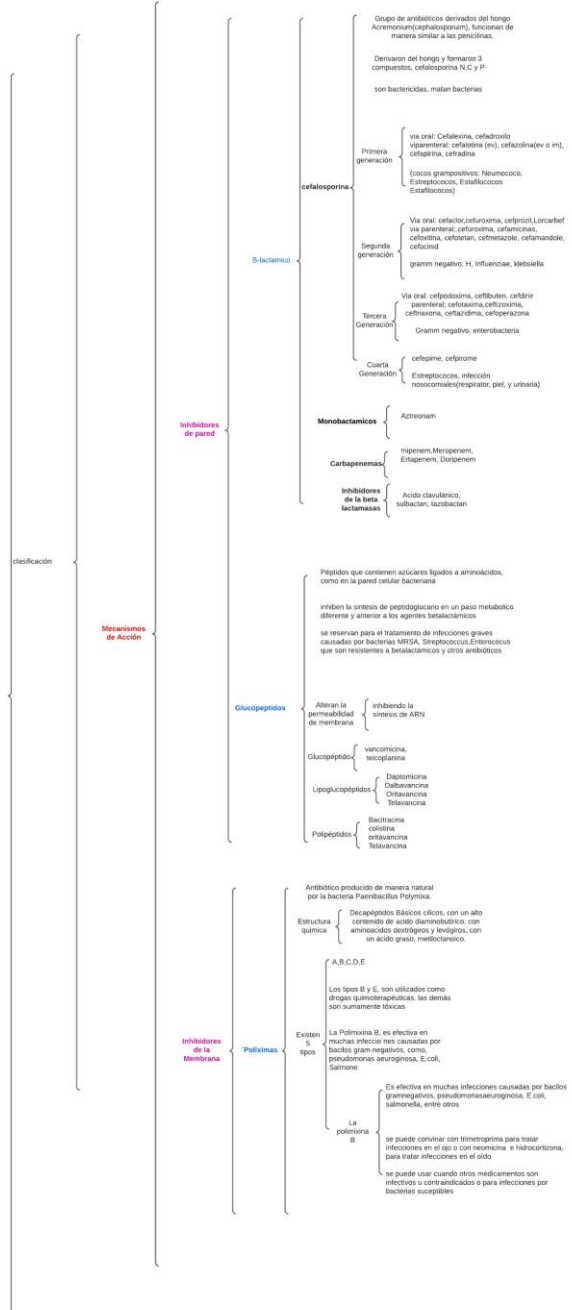 Grupo de antibióticos derivados del hongo
Acremonium(cephalosporum), funcionan de
manera similar a las penicilinas,
Derivaron del hongo y formaron 3
compuestos, cefalosporina N,C y P
son bactericidas, matan bacterias
cefalosporina
Primera
generación
via oral: Cefalexina, cefadroxilo
viparenteral: cefalotina (ev), cefazolina(ev o im),
cefapirina, cefradina
(cocos grampositivos: Neumococo,
Estreptococos, Estafilococos
Estafilococos)
Segunda
generación
Via oral: cefaclor,cefuroxima, cefprozil,Lorcarbef
via parenteral; cefuroxima, cefamicinas,
cefoxitina, cefotetan, cefmetazole, cefamandole,
cefocinid
gramm negativo, H, Influenziae, klebsiella
ß-lactamico
Tercera
Generación
Via oral: cefpodoxima, ceftibuten, cefdinir
parenteral; cefotaxima,ceftizoxima,
ceftriaxona, ceftazidima, cefoperazona
Gramm negativo, enterobacteria
Cuarta
Generación
cefepime, cefpirome
Estreptococos, infección
nosocomiales(respirator, piel, y urinaria)
Inhibidores
de pared
Monobactamicos
Aztreonam
Carbapenemas
mipenem,Meropenem,
Ertapenem, Doripenem
Inhibidores
de la beta
lactamasas
Acido clavulánico,
sulbactan, tazobactan
clasificación
Mecanismos
de Acción
Péptidos que contienen azúcares ligados a aminoácidos,
como en la pared celular bacteriana
inhiben la sintesis de peptidoglucano en un paso metabolico
diferente y anterior a los agentes betalactámicos
se reservan para el tratamiento de infecciones graves
causadas por bacterias MRSA, Streptococcus,Enterococus
que son resistentes a betalactámicos y otros antibióticos
Glucopeptidos
Alteran la
permeabilidad
de membrana
inhibiendo la
síntesis de ARN
Glucopéptido
vancomicina,
teicoplanina
Lipoglucopéptidos
Daptomicina
Dalbavancina
Oritavancina
Telavancina
Polipéptidos
Bacitracina
colistina
oritavancina
Telavancina
Antibiótico producído de manera natural
por la bacteria Paenibacillus Polymixa.
Estructura
quimica
Decapéptidos Básicos cilicos, con un alto
contenido de acido diaminobutírico, con
aminoacidos dextrógiros y levógiros, con
un ácido graso, metiloctanoico.
Inhibidores
de la
Membrana
´Poliximas
Existen
5
tipos
A,B,C,D,E
Los tipos B y E, son utilizados como
drogas quimioterapéuticas. las demás
son sumamente tóxicas
La Polimixina B, es efectiva en
muchas infeccio´nes causadas por
bacilos gram-negativos, como,
pseudomonas aeuroginosa, E.coli,
Salmone
La
polimixina
B
Es efectiva en muchas infecciones causadas por bacilos
gramnegativos, pseudomonasaeuroginosa, E.coli,
salmonella, entre otros
se puede convinar con trimetroprima para tratar
infecciones en el ojo o con neomicina e hidrocortizona,
para tratar infecciones en el oído
se puede usar cuando otros medicamentos son
infectivos u contraindicados o para infecciones por
bacterias suceptibles